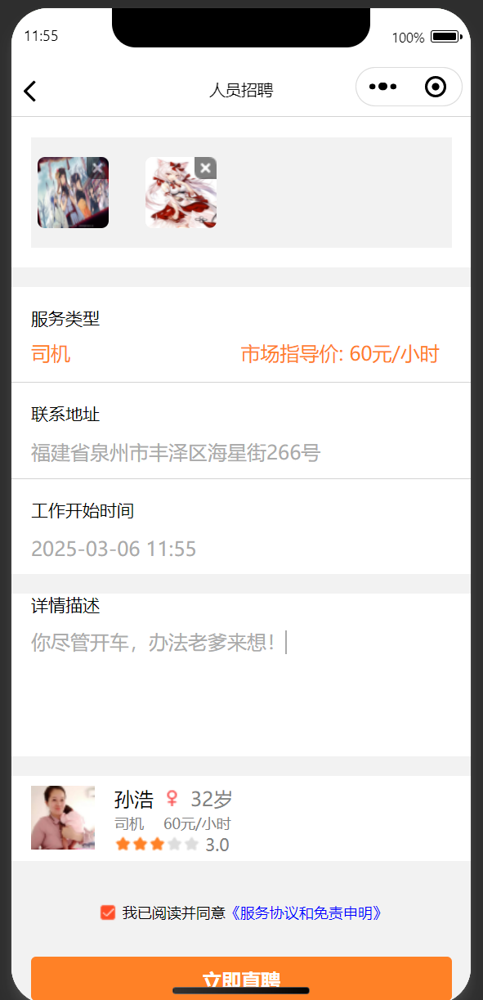 11:55
100%
人员招聘
服务类型
司机 市场指导价: 60元/小时
联系地址
福建省泉州市丰泽区海星街266号
工作开始时间
2025-03-06 11:55
详情描述
你尽管开车，办法老爹来想！
孙浩 ♀ 32岁
司机 60元/小时
3.0
我已阅读并同意《服务协议和免责申明》
立即直聘